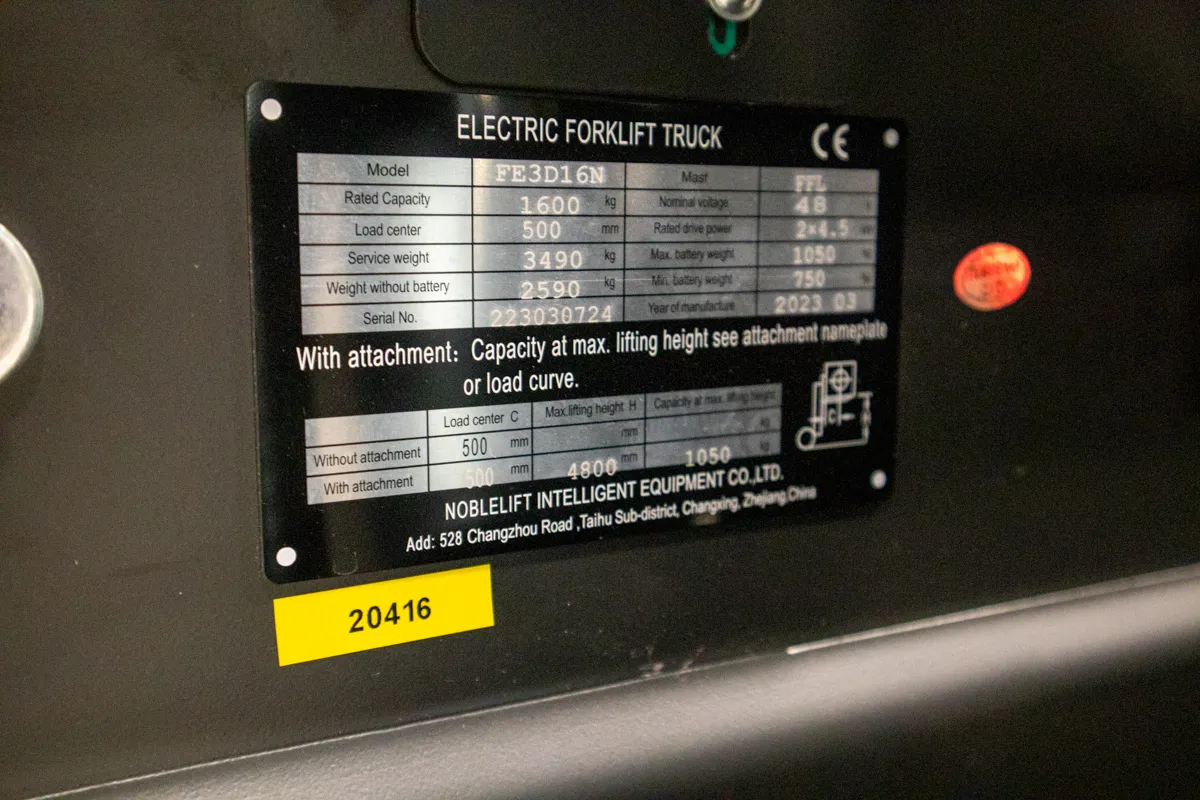 ELECTRIC FORKLIFT TRUCK CE
Model FE3D16N Mast FFL
Rated Capacity 1600 kg Nominal voltage 48
Load center 500 mm Rated drive power 2×4.5
Service weight 3490 kg Max. battery weight 1050
Weight without battery 2590 kg Min. battery weight 750
Serial No. 223030724 Year of manufacture 2023 03
With attachment: Capacity at max. lifting height see attachment nameplate
or load curve.
Load center C Max.lifting height H Capacity at max. lifting height
Without attachment 500 mm mm kg
With attachment 500 mm 4800 mm 1050 kg
C
NOBLELIFT INTELLIGENT EQUIPMENT CO.,LTD.
Add: 528 Changzhou Road ,Taihu Sub-district, Changxing, Zhejiang,China
20416